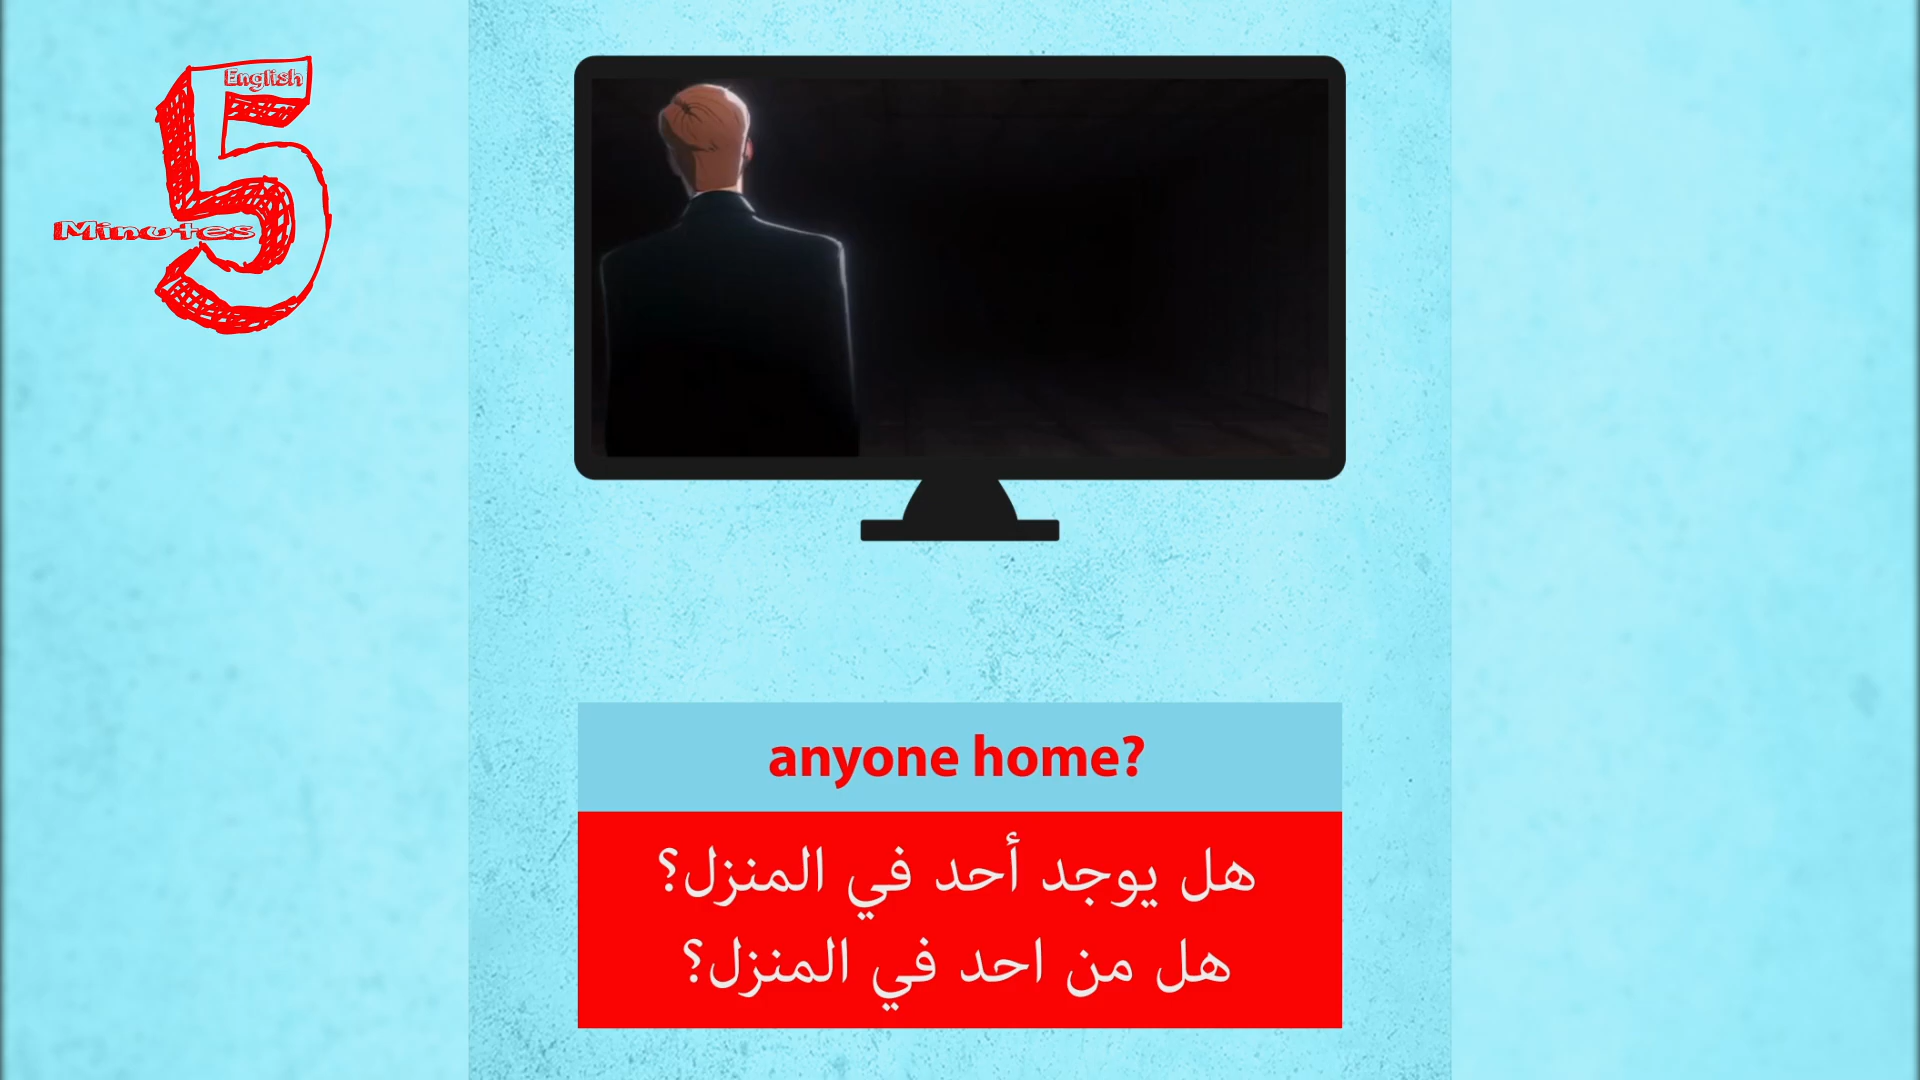 English
5
Minutes
anyone home?
هل يوجد أحد في المنزل؟
هل من احد في المنزل؟